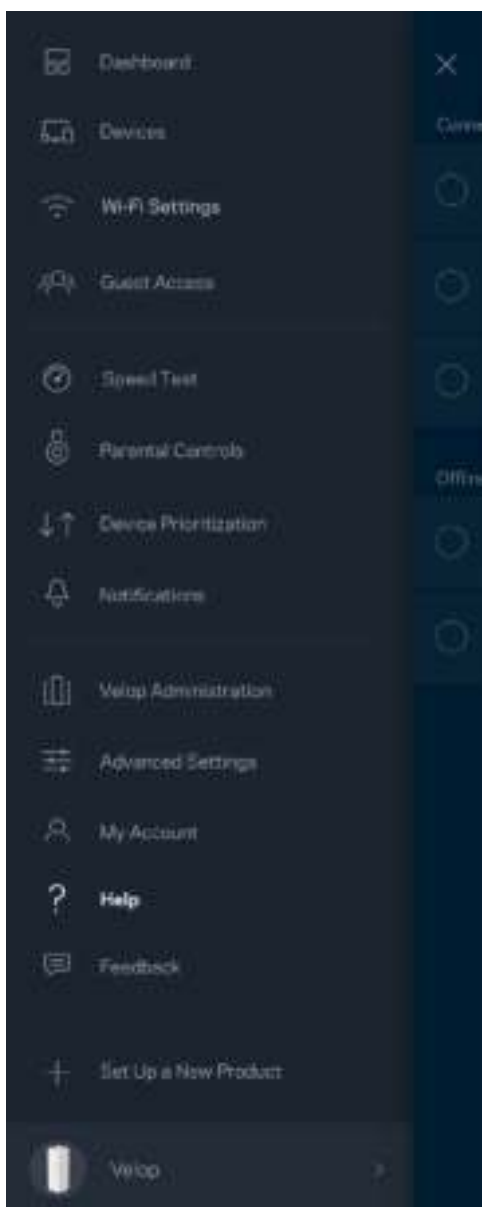 Dashboard
Devices
Wi-Fi Settings
Guest Access
Speed Test
Parental Controls
Device Prioritization
Notifications
Velop Administration
Advanced Settings
My Account
? Help
Feedback
Set Up a New Product
Velop